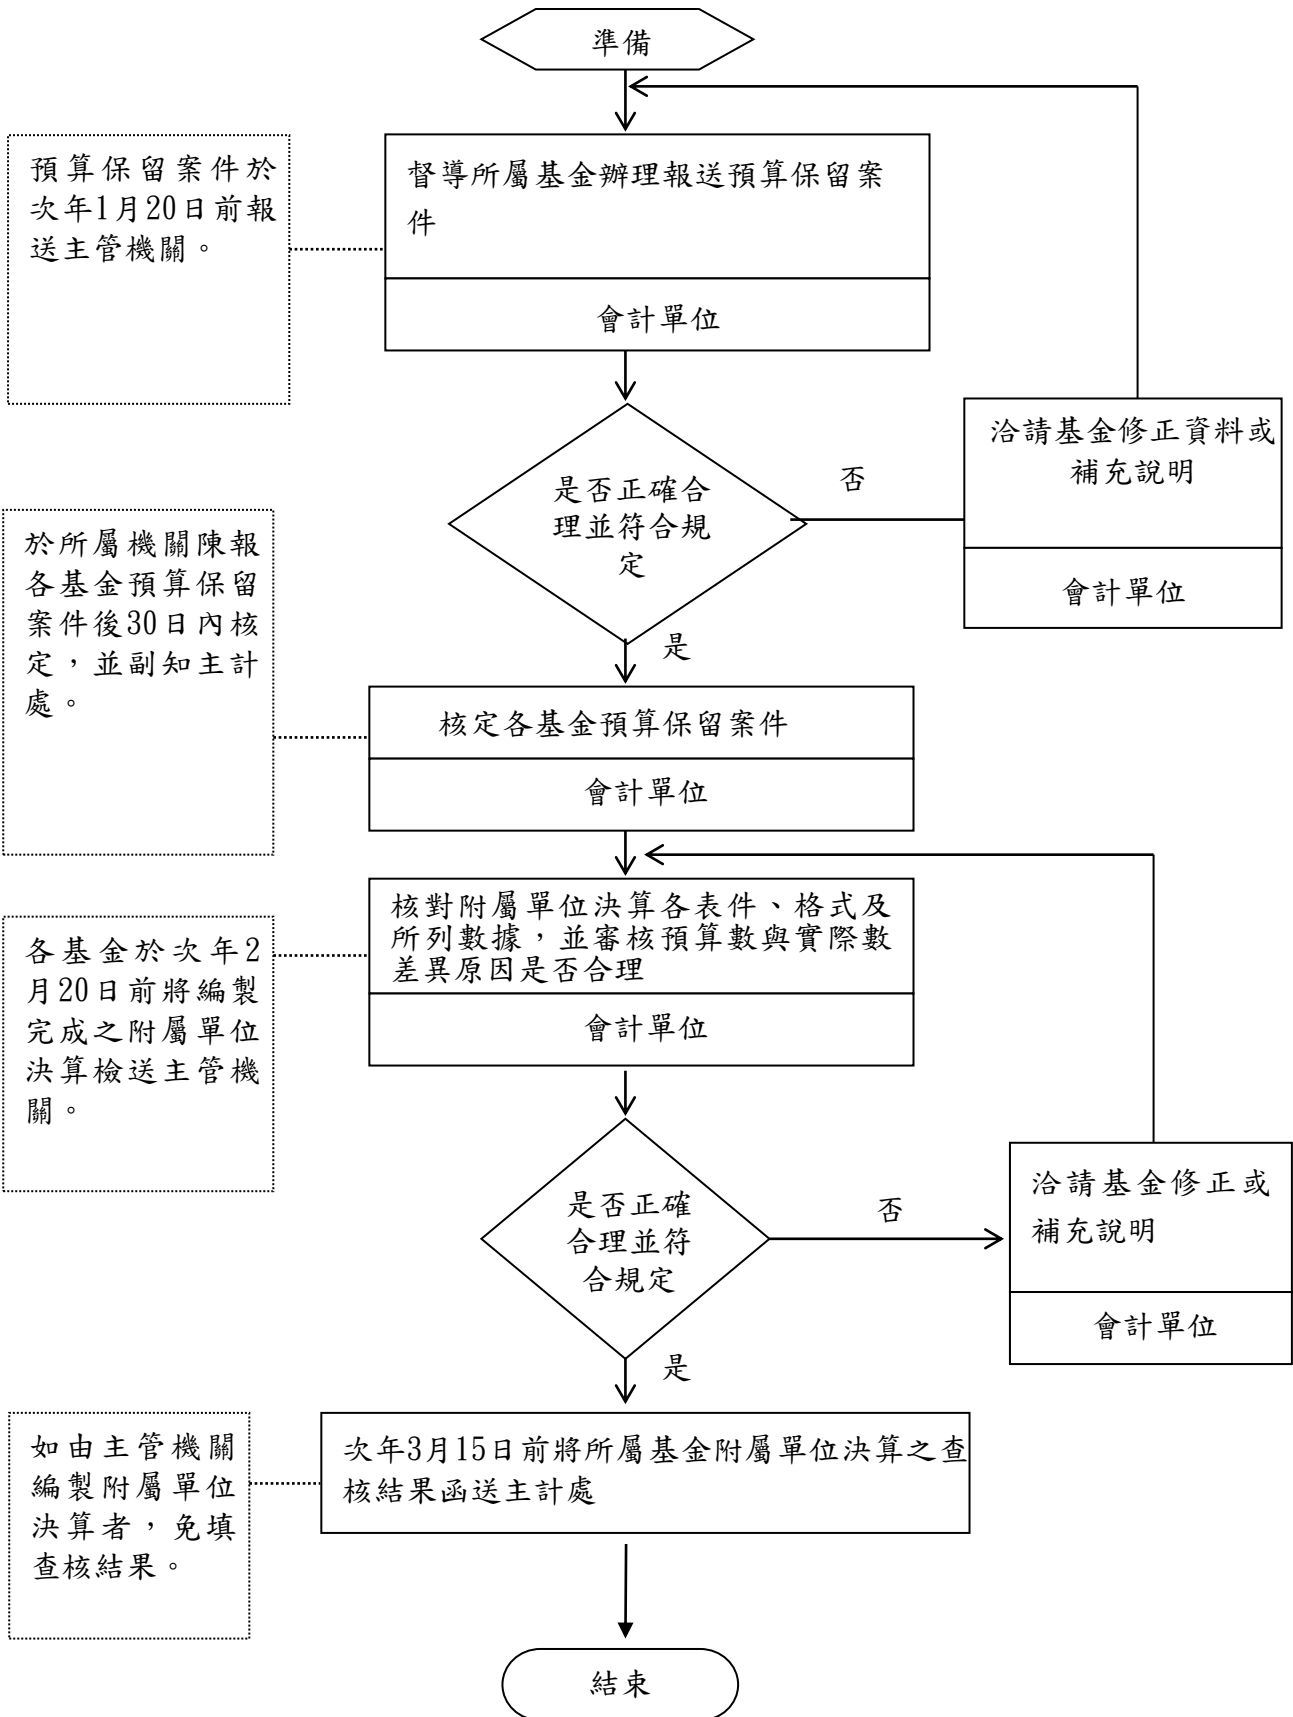 準備
預算保留案件於
次年1月20日前報
送主管機關。
督導所屬基金辦理報送預算保留案
件
會計單位
洽請基金修正資料或
補充說明
會計單位
是否正確合
理並符合規
定
否
是
於所屬機關陳報
各基金預算保留
案件後30日內核
定，並副知主計
處。
核定各基金預算保留案件
會計單位
各基金於次年2
月20日前將編製
完成之附屬單位
決算檢送主管機
關。
核對附屬單位決算各表件、格式及
所列數據，並審核預算數與實際數
差異原因是否合理
會計單位
是否正確
合理並符
合規定
否
洽請基金修正或
補充說明
會計單位
是
如由主管機關
編製附屬單位
決算者，免填
查核結果。
次年3月15日前將所屬基金附屬單位決算之查
核結果函送主計處
結束